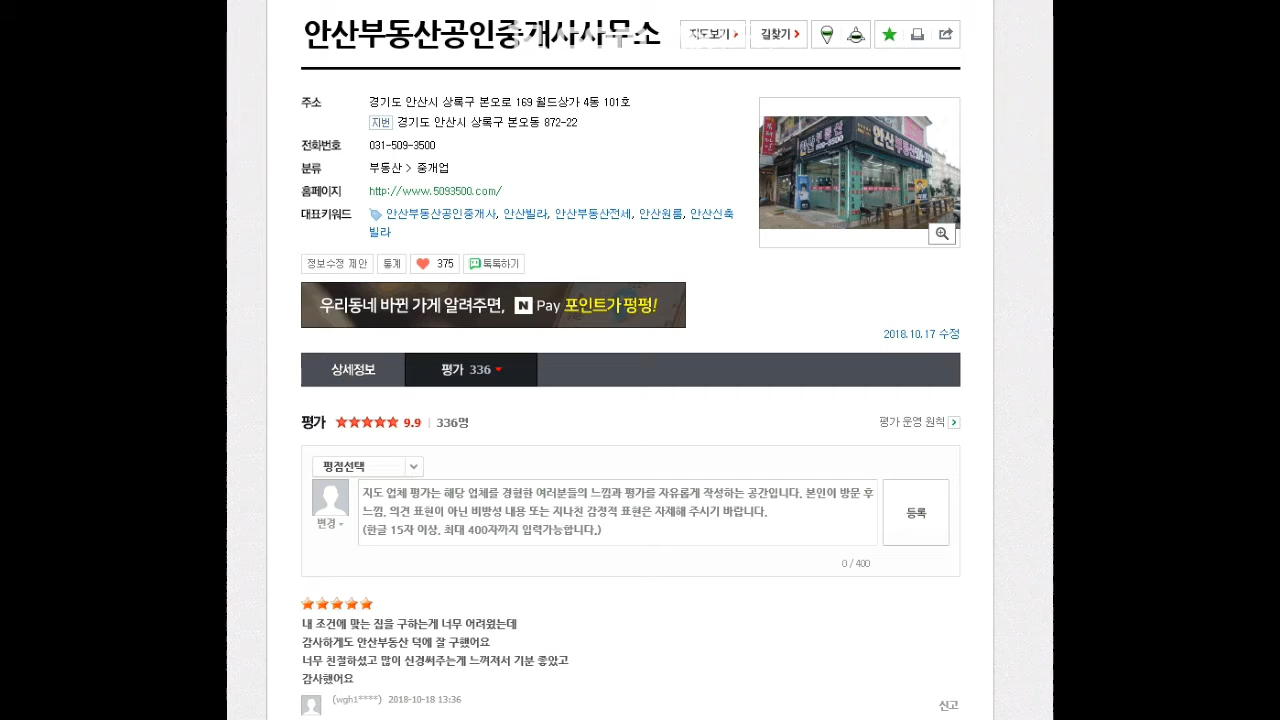 안산부동산공인중개사사무소
지도보기
길찾기
주소
경기도 안산시 상록구 본오로 169 월드상가 4동 101호
지번 경기도 안산시 상록구 본오동 872-22
전화번호
031-509-3500
분류
부동산 > 중개업
홈페이지
http://www.5093500.com/
대표키워드
안산부동산공인중개사, 안산빌라, 안산부동산전세, 안산원룸, 안산신축
빌라
안산부동산
정보수정 제안
통계
375
톡톡하기
우리동네 바뀐 가게 알려주면, N Pay 포인트가 펑펑!
2018.10.17 수정
상세정보
평가 336
평가 9.9 | 336명
평가 운영 원칙
평점선택
변경
지도 업체 평가는 해당 업체를 경험한 여러분들의 느낌과 평가를 자유롭게 작성하는 공간입니다. 본인이 방문 후
느낌, 의견 표현이 아닌 비방성 내용 또는 지나친 감정적 표현은 자제해 주시기 바랍니다.
(한글 15자 이상, 최대 400자까지 입력가능합니다.)
등록
0 / 400
내 조건에 맞는 집을 구하는게 너무 어려웠는데
감사하게도 안산부동산 덕에 잘 구했어요
너무 친절하셨고 많이 신경써주는게 느껴져서 기분 좋았고
감사했어요
(wgh1****) 2018-10-18 13:36
신고